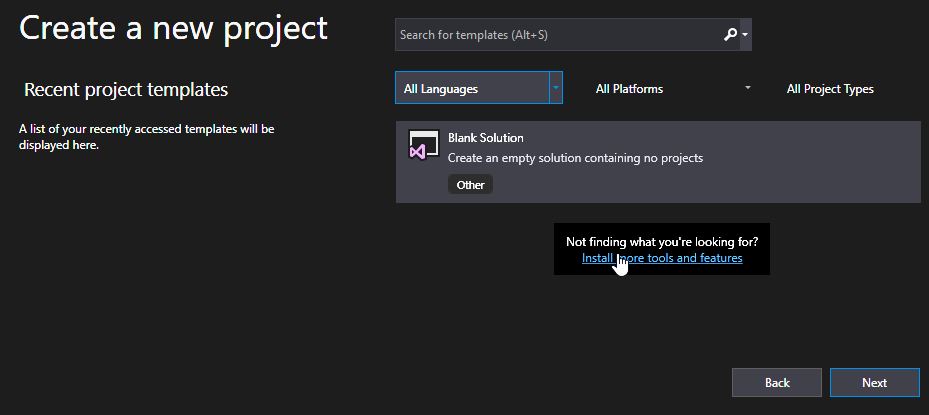 Create a new project
Search for templates (Alt+S)
Recent project templates
All Languages
All Platforms
All Project Types
A list of your recently accessed templates will be
displayed here.
Blank Solution
Create an empty solution containing no projects
Other
Not finding what you're looking for?
Install more tools and features
Back
Next